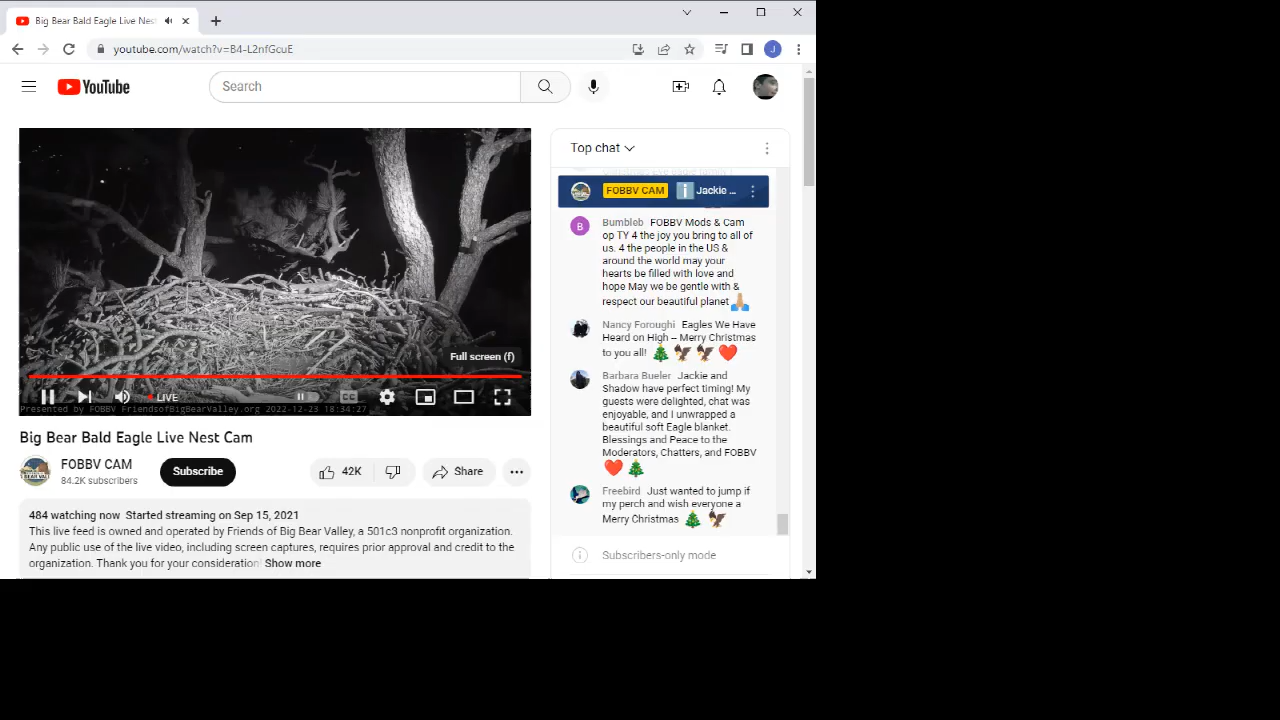 Big Bear Bald Eagle Live Nest
youtube.com/watch?v=B4-L2nfGcuE
J
YouTube
Search
Full screen (f)
LIVE
CC
Presented by FOBBV FriendsofBigBearValley.org 2022-12-23 18:34:27
Big Bear Bald Eagle Live Nest Cam
FOBBV CAM
84.2K subscribers
Subscribe
42K
Share
484 watching now Started streaming on Sep 15, 2021
This live feed is owned and operated by Friends of Big Bear Valley, a 501c3 nonprofit organization.
Any public use of the live video, including screen captures, requires prior approval and credit to the
organization. Thank you for your consideration! Show more
Top chat
FOBBV CAM ℹ️ Jackie ...
B
Bumbleb FOBBV Mods & Cam
op TY 4 the joy you bring to all of
us. 4 the people in the US &
around the world may your
hearts be filled with love and
hope May we be gentle with &
respect our beautiful planet🙏
Nancy Foroughi Eagles We Have
Heard on High – Merry Christmas
to you all! 🎄 🦅 🦅 ❤️
Barbara Bueler Jackie and
Shadow have perfect timing! My
guests were delighted, chat was
enjoyable, and I unwrapped a
beautiful soft Eagle blanket.
Blessings and Peace to the
Moderators, Chatters, and FOBBV
❤️ 🎄
Freebird Just wanted to jump if
my perch and wish everyone a
Merry Christmas 🎄 🦅
Subscribers-only mode